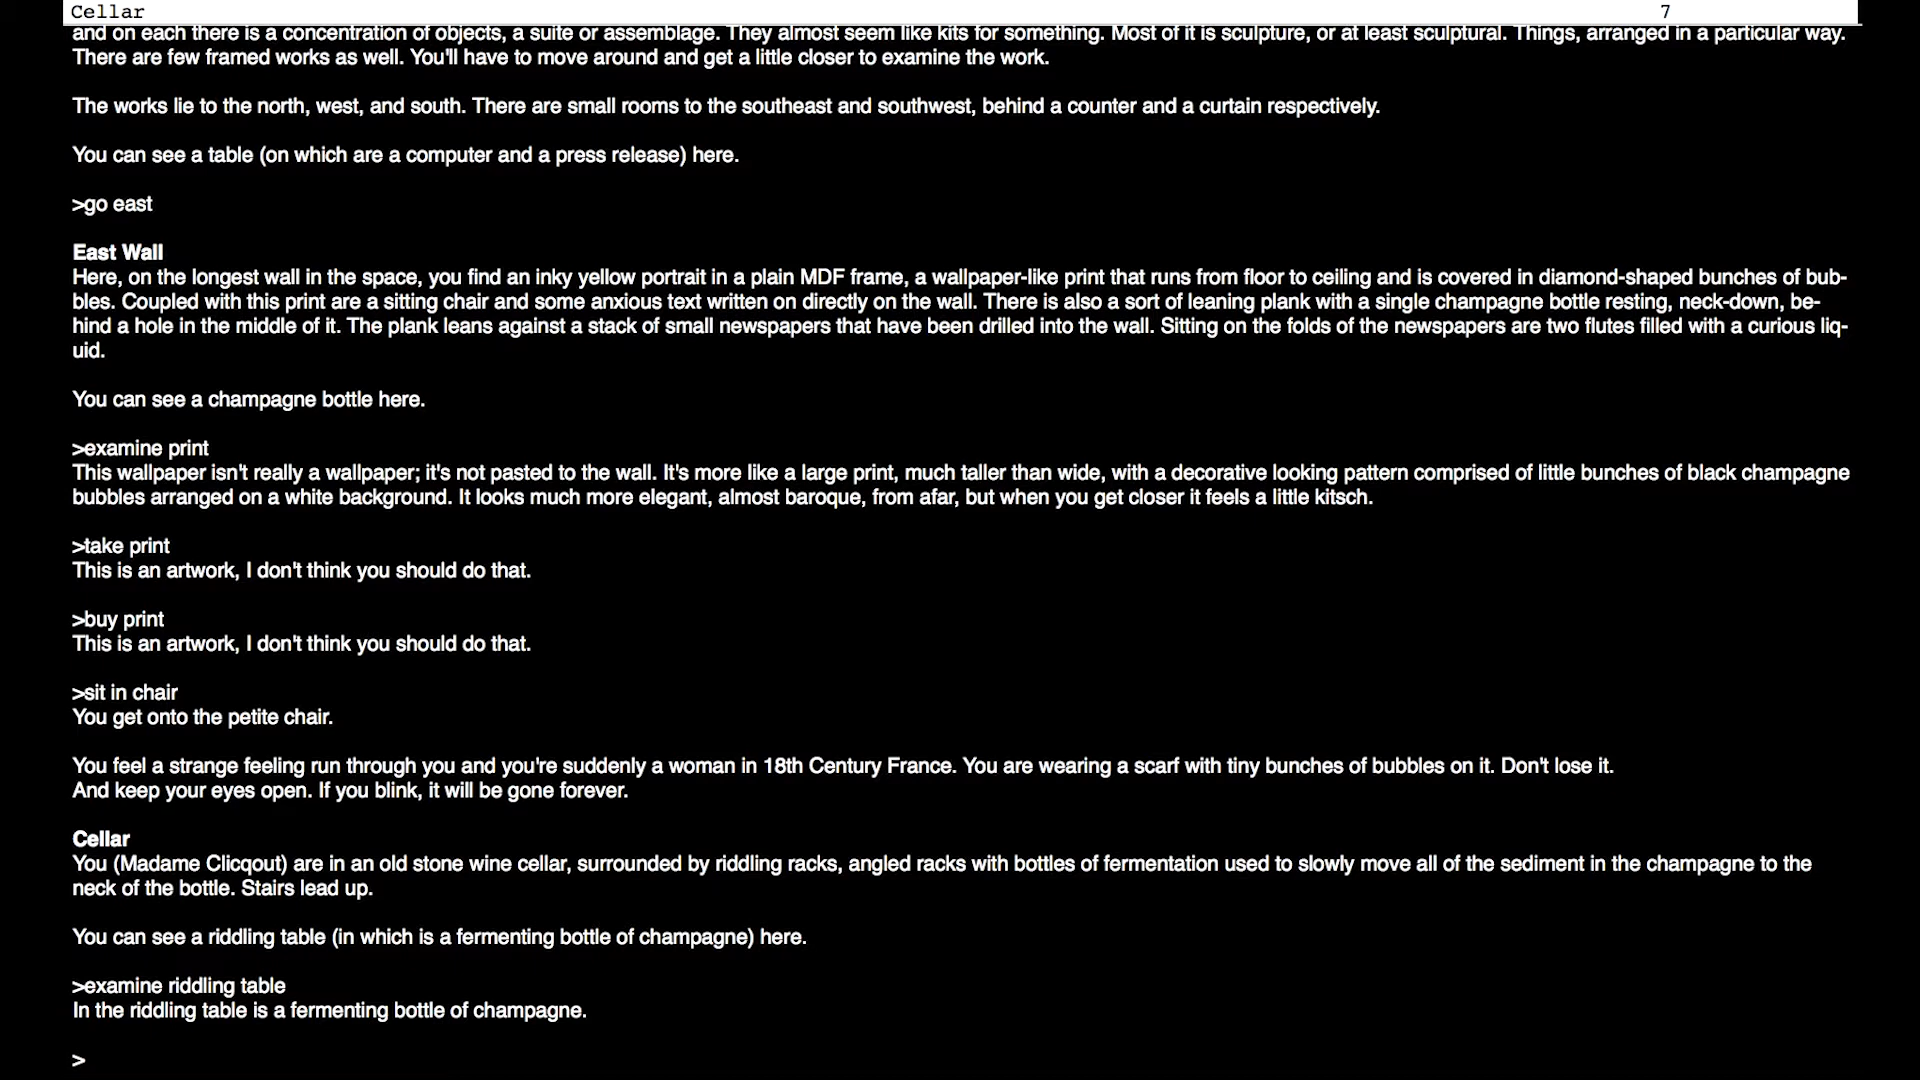 Cellar 7
and on each there is a concentration of objects, a suite or assemblage. They almost seem like kits for something. Most of it is sculpture, or at least sculptural. Things, arranged in a particular way.
There are few framed works as well. You'll have to move around and get a little closer to examine the work.
The works lie to the north, west, and south. There are small rooms to the southeast and southwest, behind a counter and a curtain respectively.
You can see a table (on which are a computer and a press release) here.
>go east
East Wall
Here, on the longest wall in the space, you find an inky yellow portrait in a plain MDF frame, a wallpaper-like print that runs from floor to ceiling and is covered in diamond-shaped bunches of bub-
bles. Coupled with this print are a sitting chair and some anxious text written on directly on the wall. There is also a sort of leaning plank with a single champagne bottle resting, neck-down, be-
hind a hole in the middle of it. The plank leans against a stack of small newspapers that have been drilled into the wall. Sitting on the folds of the newspapers are two flutes filled with a curious liq-
uid.
You can see a champagne bottle here.
>examine print
This wallpaper isn't really a wallpaper; it's not pasted to the wall. It's more like a large print, much taller than wide, with a decorative looking pattern comprised of little bunches of black champagne
bubbles arranged on a white background. It looks much more elegant, almost baroque, from afar, but when you get closer it feels a little kitsch.
>take print
This is an artwork, I don't think you should do that.
>buy print
This is an artwork, I don't think you should do that.
>sit in chair
You get onto the petite chair.
You feel a strange feeling run through you and you're suddenly a woman in 18th Century France. You are wearing a scarf with tiny bunches of bubbles on it. Don't lose it.
And keep your eyes open. If you blink, it will be gone forever.
Cellar
You (Madame Clicqout) are in an old stone wine cellar, surrounded by riddling racks, angled racks with bottles of fermentation used to slowly move all of the sediment in the champagne to the
neck of the bottle. Stairs lead up.
You can see a riddling table (in which is a fermenting bottle of champagne) here.
>examine riddling table
In the riddling table is a fermenting bottle of champagne.
>